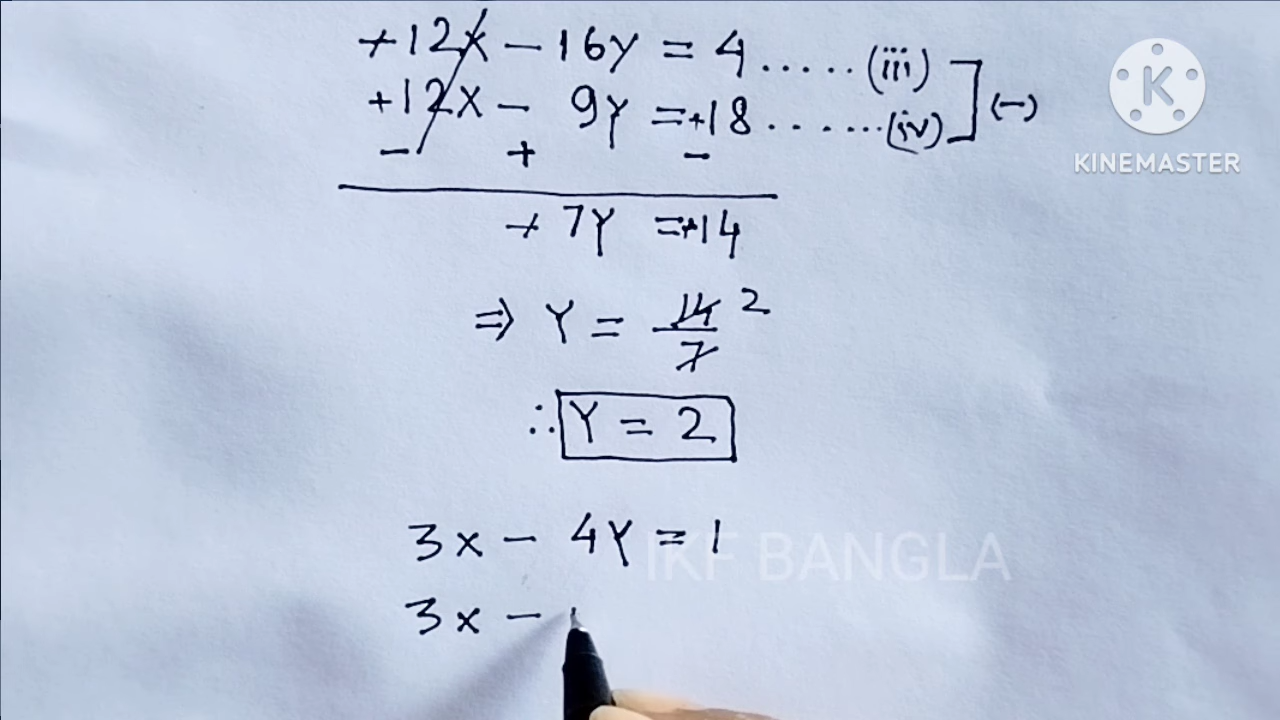 +12x − 16y = 4 ..... (iii)
+12x − 9y = +18 ....... (iv) ] (−)
− + −
+ 7y = +14
⇒ y = 14/7 2
∴ y = 2
3x − 4y = 1
3x −
K
KINEMASTER
IKF BANGLA